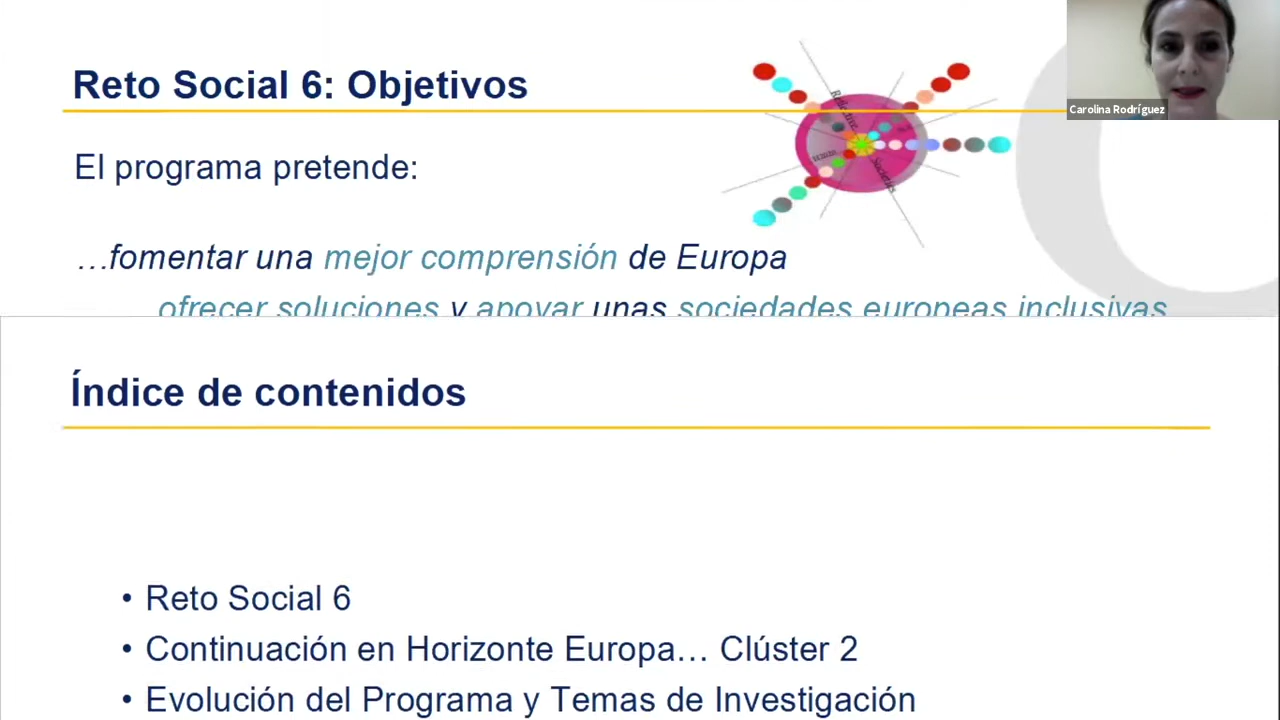 Reto Social 6: Objetivos
Carolina Rodríguez
El programa pretende:
…fomentar una mejor comprensión de Europa
ofrecer soluciones y apoyar unas sociedades europeas inclusivas
Índice de contenidos
• Reto Social 6
• Continuación en Horizonte Europa… Clúster 2
• Evolución del Programa y Temas de Investigación